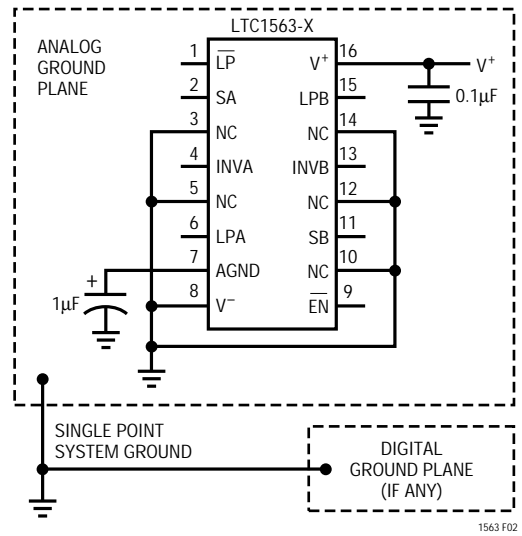 LTC1563-X
ANALOG
GROUND
PLANE
1 LP V+ 16 V+
2 SA LPB 15 0.1µF
3 NC NC 14
4 INVA INVB 13
5 NC NC 12
6 LPA SB 11
7 AGND NC 10
+
1µF
8 V– EN 9
SINGLE POINT
SYSTEM GROUND
DIGITAL
GROUND PLANE
(IF ANY)
1563 F02